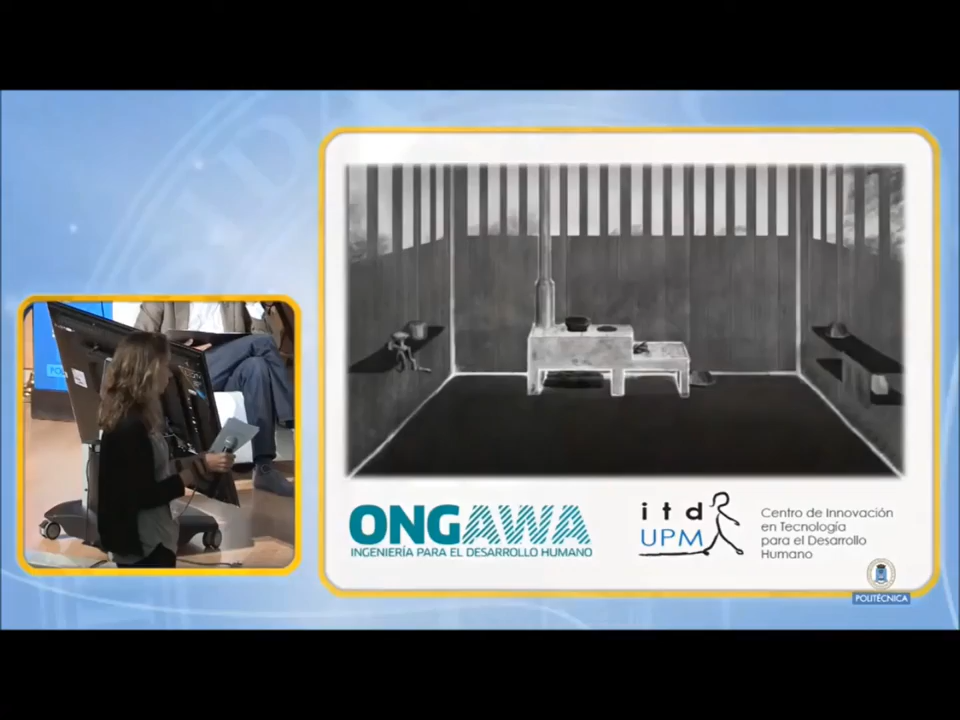 ONGAWA
INGENIERÍA PARA EL DESARROLLO HUMANO
itd
UPM
Centro de Innovación
en Tecnología
para el Desarrollo
Humano
POLITÉCNICA